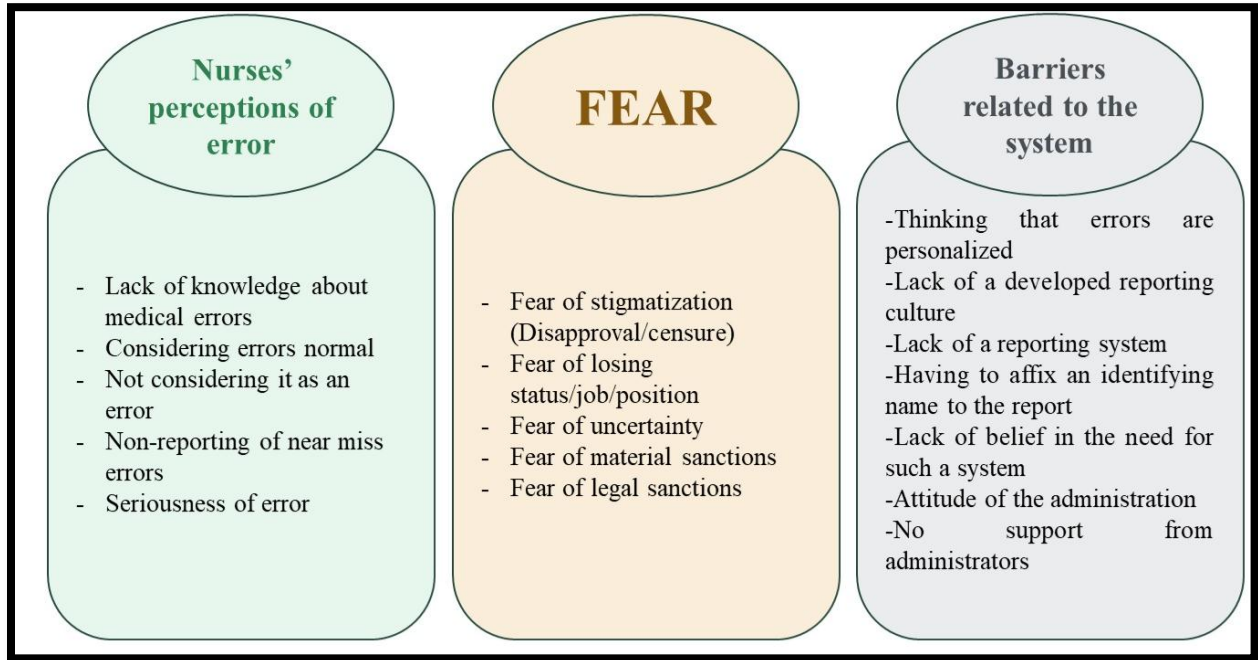 Nurses'
perceptions of
error
- Lack of knowledge about
medical errors
- Considering errors normal
- Not considering it as an
error
- Non-reporting of near miss
errors
- Seriousness of error
FEAR
- Fear of stigmatization
(Disapproval/censure)
- Fear of losing
status/job/position
- Fear of uncertainty
- Fear of material sanctions
- Fear of legal sanctions
Barriers
related to the
system
-Thinking that errors are
personalized
-Lack of a developed reporting
culture
-Lack of a reporting system
-Having to affix an identifying
name to the report
-Lack of belief in the need for
such a system
-Attitude of the administration
-No support from
administrators